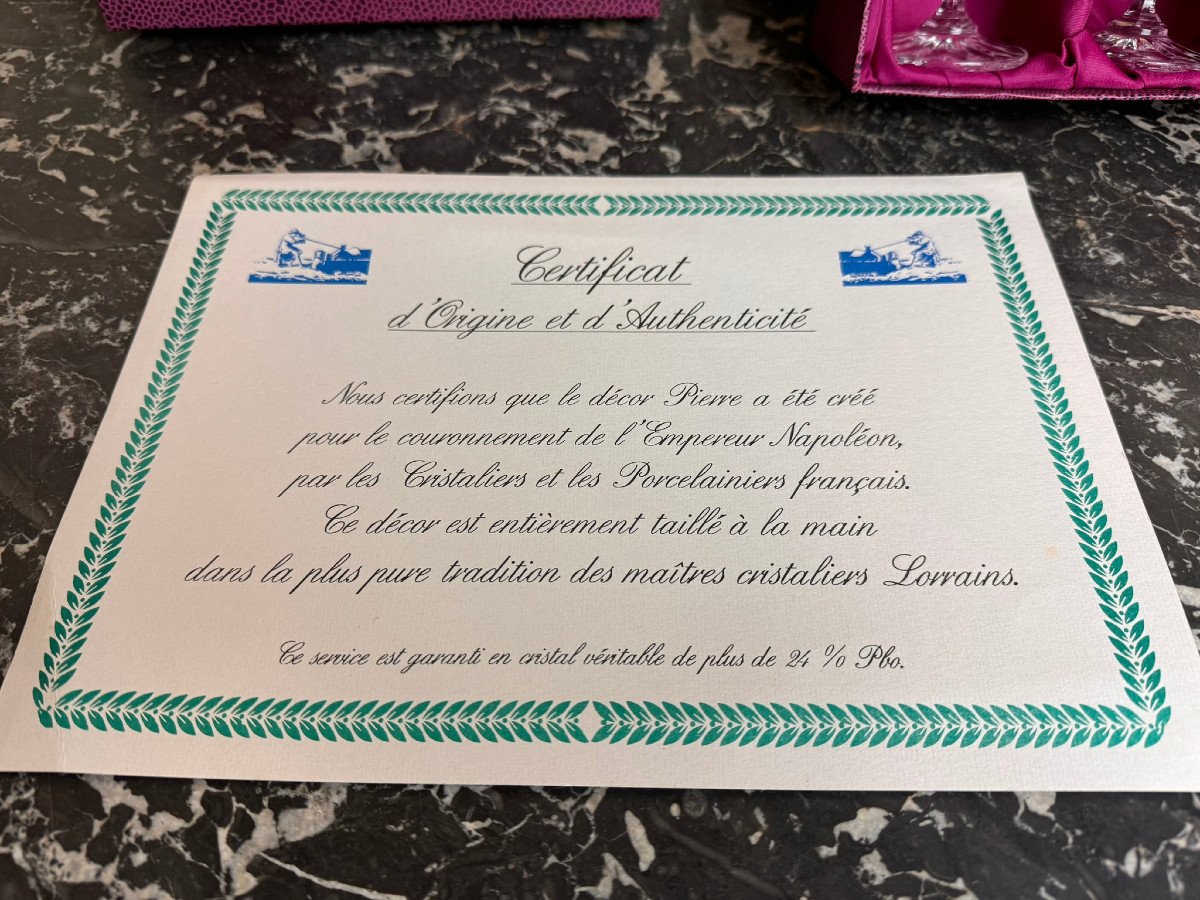 Certificat
d'Origine et d'Authenticité
Nous certifions que le décor Pierre a été créé
pour le couronnement de l'Empereur Napoléon,
par les Cristaliers et les Porcelainiers français.
Ce décor est entièrement taillé à la main
dans la plus pure tradition des maîtres cristaliers Lorrains.
Ce service est garanti en cristal véritable de plus de 24 % Pbo.